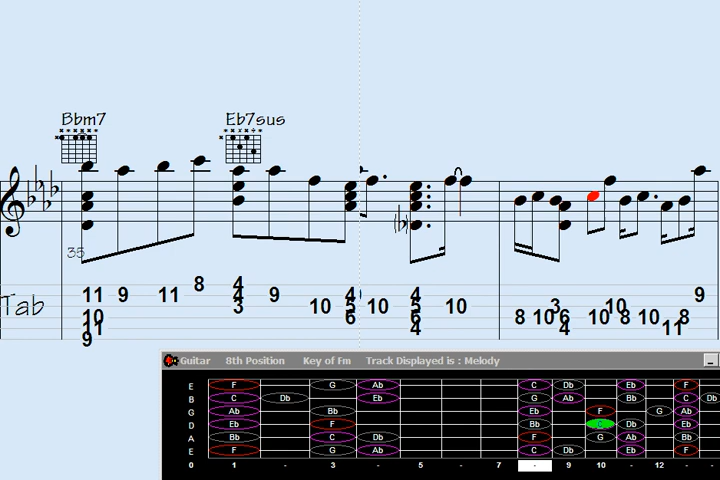 Bbm7 Eb7sus
35
4 4 4
8
11 9 11 4 9 5 4 9
3 10 10 5 10 3 10
10 6 6 8 10 6 10 8 10 8
11 4 4 11
9
Tab
Guitar 8th Position Key of Fm Track Displayed is : Melody
E F G Ab C Db Eb F
B C Db Eb G Ab Bb C Db
G Ab Bb Eb F G Ab
D Eb F Bb C Db Eb
A Bb C Db F G Ab Bb
E F G Ab C Db Eb F
0 1 - 3 - 5 - 7 - 9 10 - 12 - -